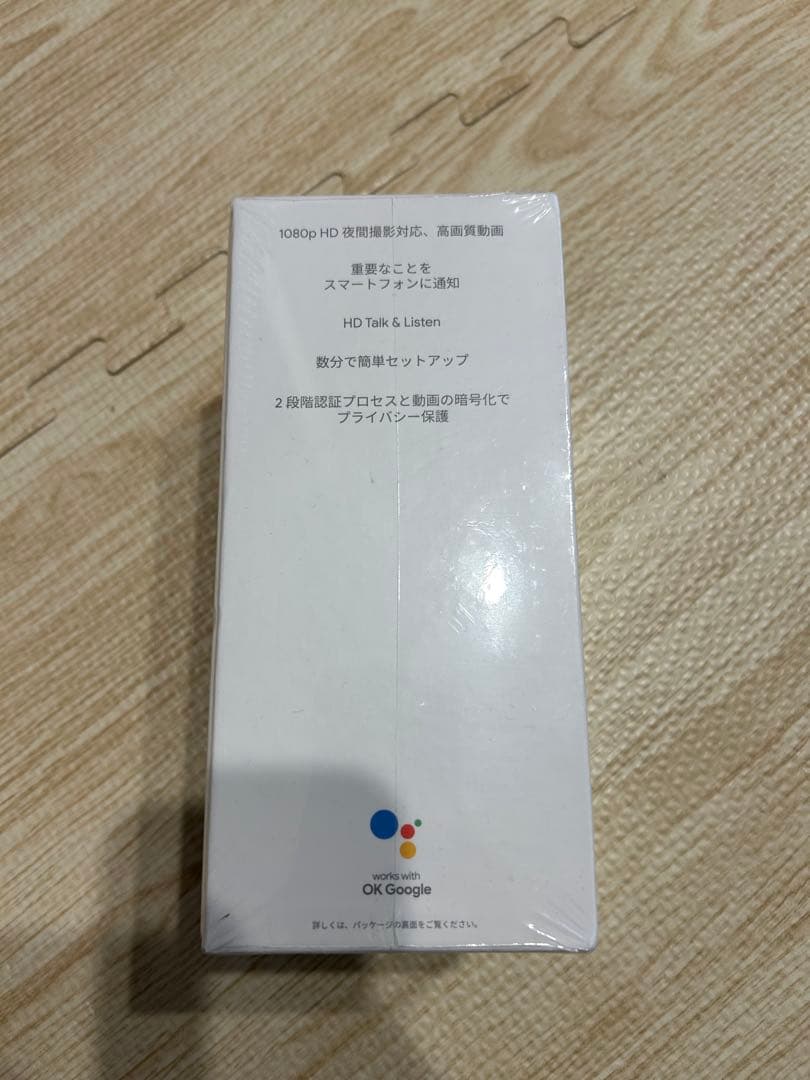 1080p HD 夜間撮影対応、高画質動画
重要なことを
スマートフォンに通知
HD Talk & Listen
数分で簡単セットアップ
2 段階認証プロセスと動画の暗号化で
プライバシー保護
works with
OK Google
詳しくは、パッケージの裏面をご覧ください。